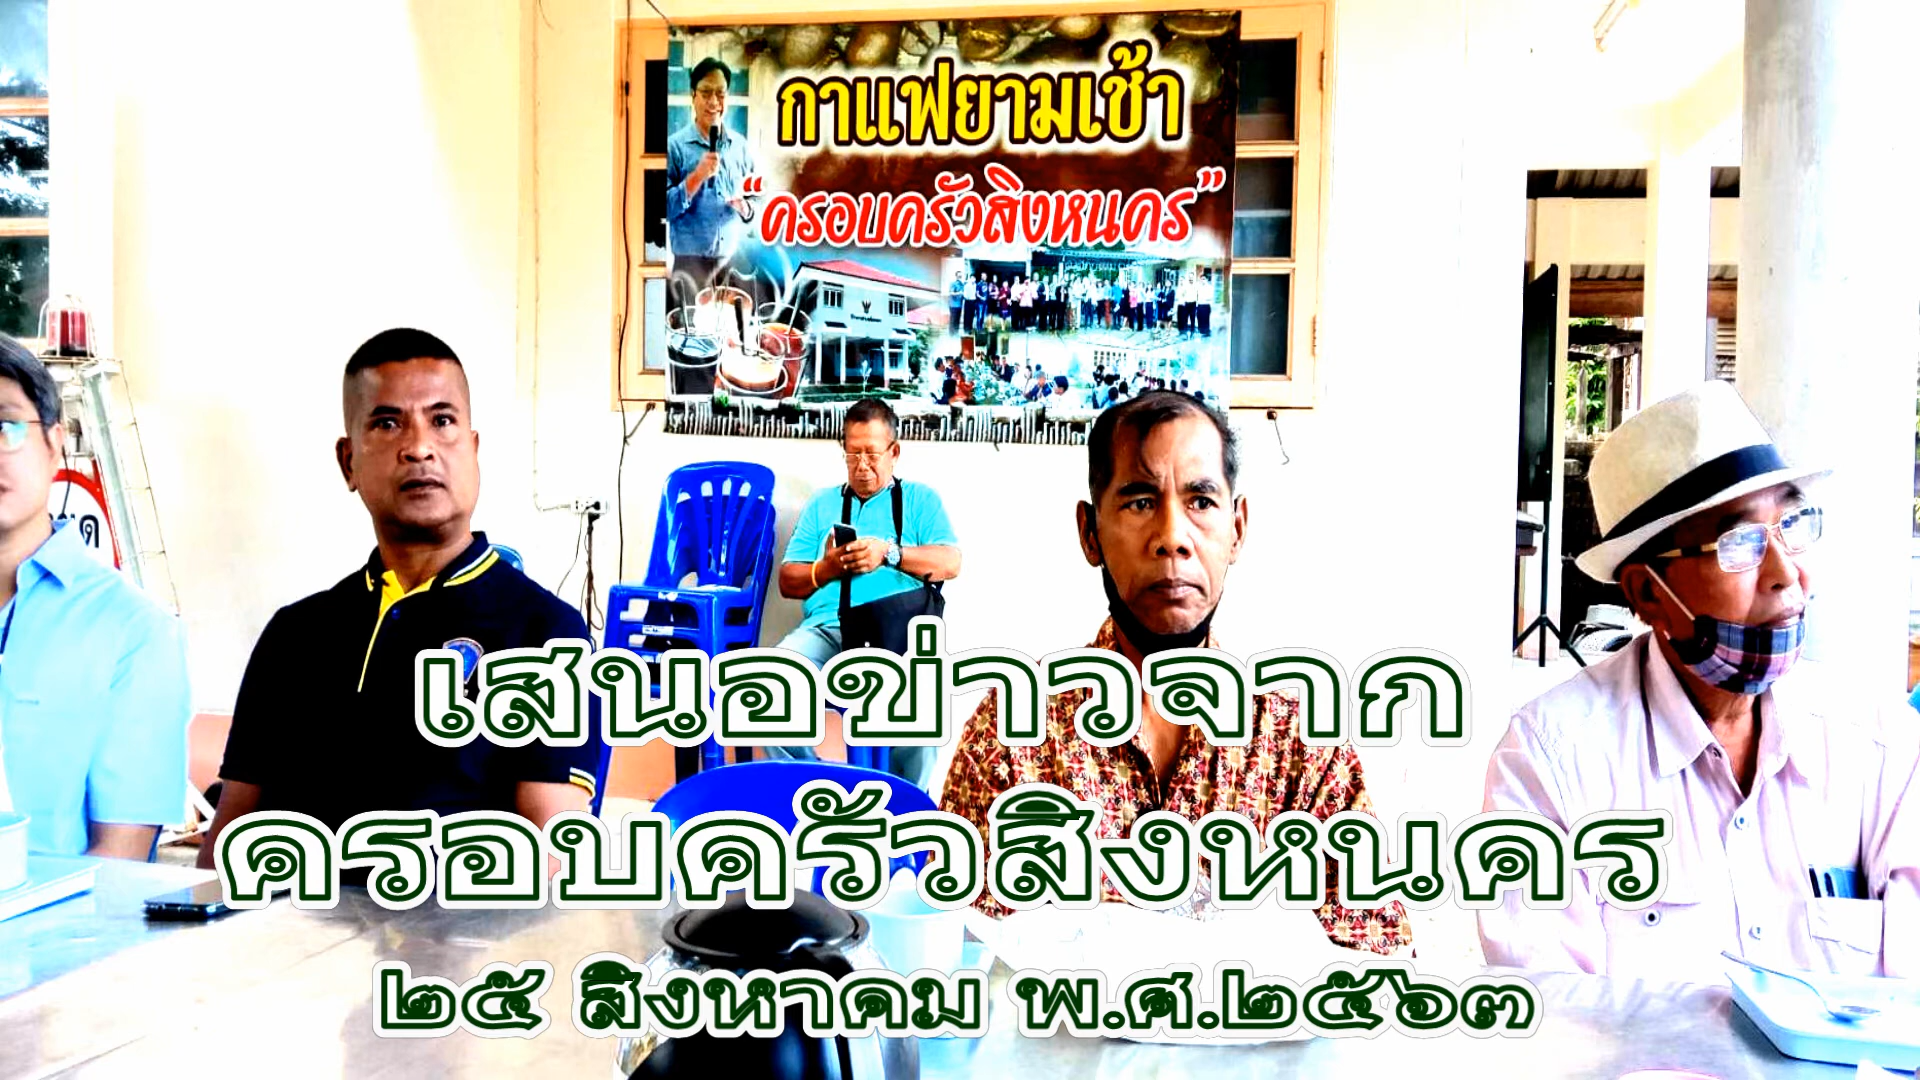 กาแฟยามเช้า
“ครอบครัวสิงหนคร”
เสนอข่าวจาก
ครอบครัวสิงหนคร
๒๕ สิงหาคม พ.ศ.๒๕๖๓